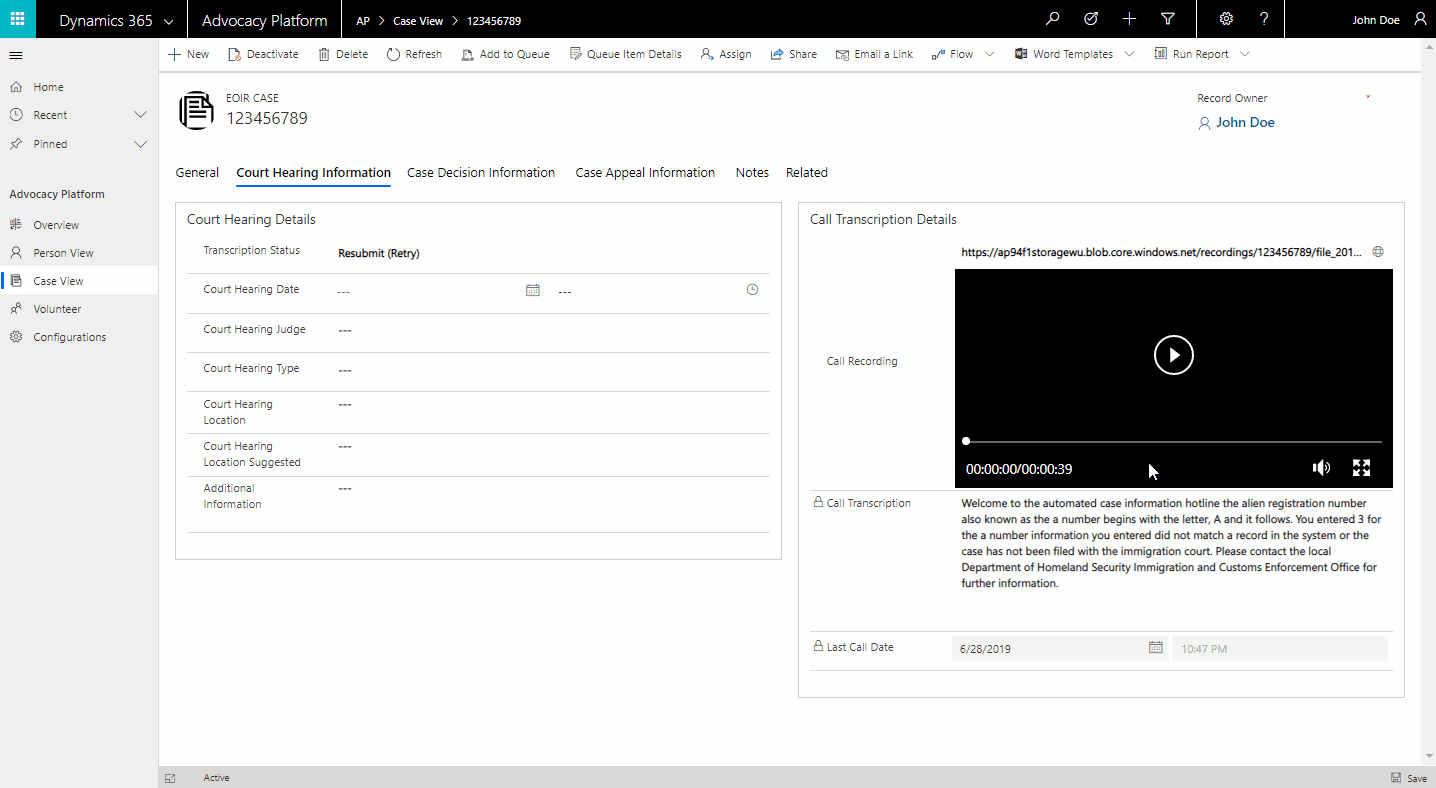 Dynamics 365
Advocacy Platform
AP > Case View > 123456789
?
John Doe
New
Deactivate
Delete
Refresh
Add to Queue
Queue Item Details
Assign
Share
Email a Link
Flow
Word Templates
Run Report
Home
Recent
Pinned
Advocacy Platform
Overview
Person View
Case View
Volunteer
Configurations
EOIR CASE
123456789
Record Owner
*
John Doe
General
Court Hearing Information
Case Decision Information
Case Appeal Information
Notes
Related
Court Hearing Details
Transcription Status
Resubmit (Retry)
Court Hearing Date
---
---
Court Hearing Judge
---
Court Hearing Type
---
Court Hearing
Location
---
Court Hearing
Location Suggested
---
Additional
Information
---
Call Transcription Details
https://ap94f1storagewu.blob.core.windows.net/recordings/123456789/file_201...
Call Recording
00:00:00/00:00:39
Call Transcription
Welcome to the automated case information hotline the alien registration number
also known as the a number begins with the letter, A and it follows. You entered 3 for
the a number information you entered did not match a record in the system or the
case has not been filed with the immigration court. Please contact the local
Department of Homeland Security Immigration and Customs Enforcement Office for
further information.
Last Call Date
6/28/2019
10:47 PM
Active
Save